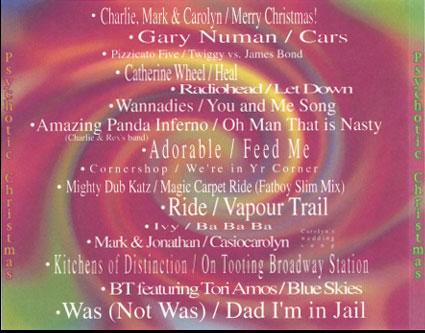 • Charlie, Mark & Carolyn / Merry Christmas!
• Gary Numan / Cars
• Pizzicato Five / Twiggy vs. James Bond
• Catherine Wheel / Heal
• Radiohead / Let Down
• Wannadies / You and Me Song
• Amazing Panda Inferno / Oh Man That is Nasty
(Charlie & Rex's band)
• Adorable / Feed Me
• Cornershop / We're in Yr Corner
• Mighty Dub Katz / Magic Carpet Ride (Fatboy Slim Mix)
• Ride / Vapour Trail
• Ivy / Ba Ba Ba
• Mark & Jonathan / Casiocarolyn
Carolyn's
wedding
song
• Kitchens of Distinction / On Tooting Broadway Station
• BT featuring Tori Amos / Blue Skies
• Was (Not Was) / Dad I'm in Jail
Psychotic Christmas
Psychotic Christmas